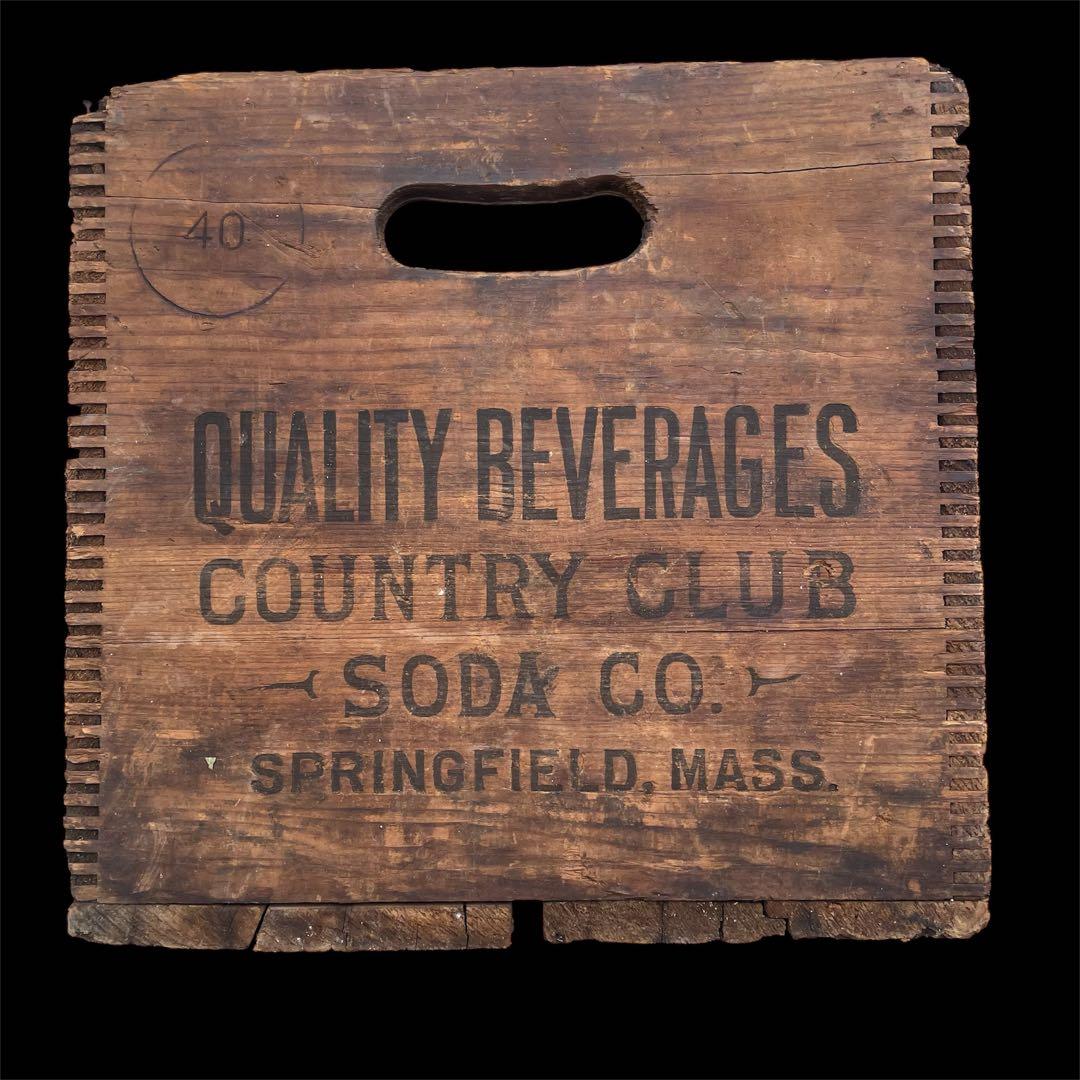 40
QUALITY BEVERAGES
COUNTRY CLUB
SODA CO.
SPRINGFIELD, MASS.